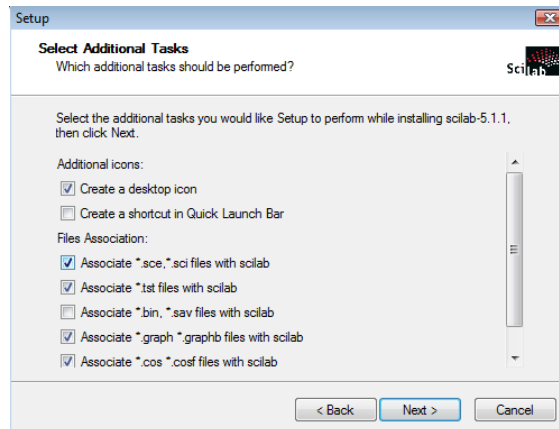 Setup
Select Additional Tasks
Which additional tasks should be performed?
Scilab
Select the additional tasks you would like Setup to perform while installing scilab-5.1.1,
then click Next.
Additional icons:
Create a desktop icon
Create a shortcut in Quick Launch Bar
Files Association:
Associate *.sce,*.sci files with scilab
Associate *.tst files with scilab
Associate *.bin, *.sav files with scilab
Associate *.graph *.graphb files with scilab
Associate *.cos *.cosf files with scilab
< Back
Next >
Cancel